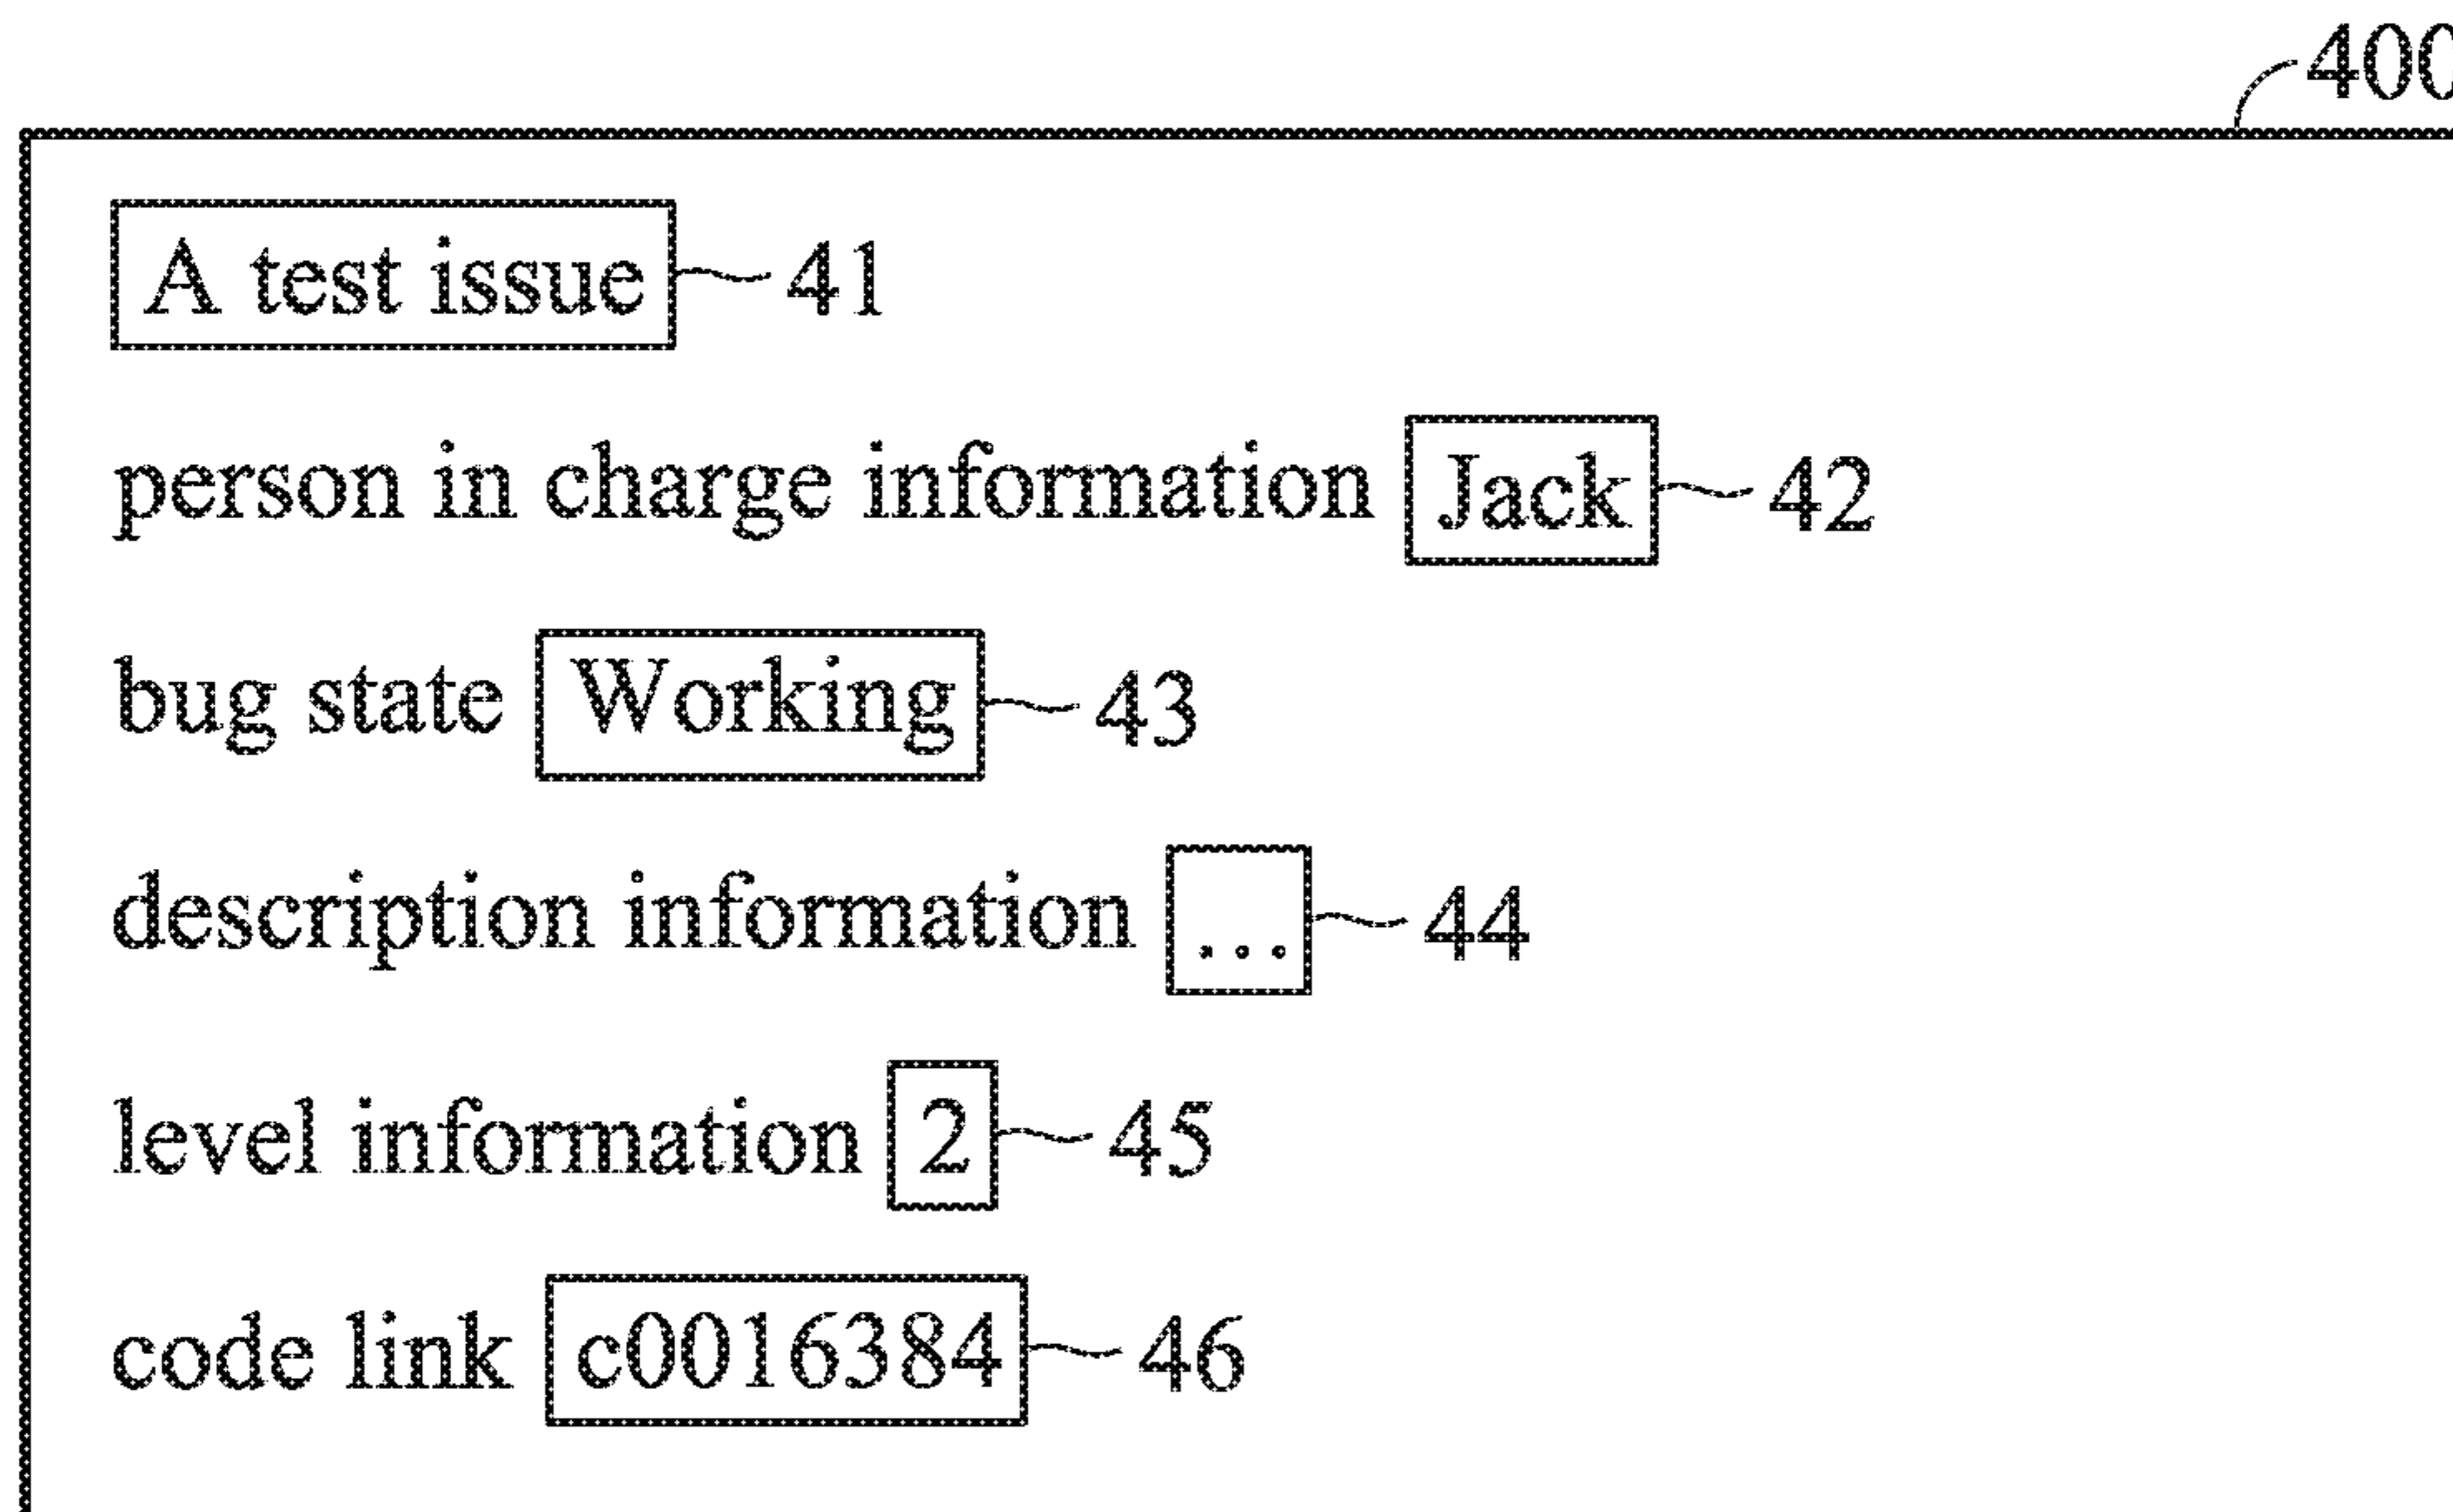 400
A test issue 41
person in charge information Jack 42
bug state Working 43
description information ... 44
level information 2 45
code link c0016384 46